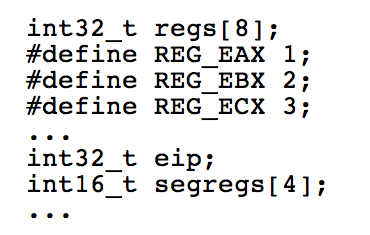 int32_t regs[8];
#define REG_EAX 1;
#define REG_EBX 2;
#define REG_ECX 3;
...
int32_t eip;
int16_t segregs[4];
...